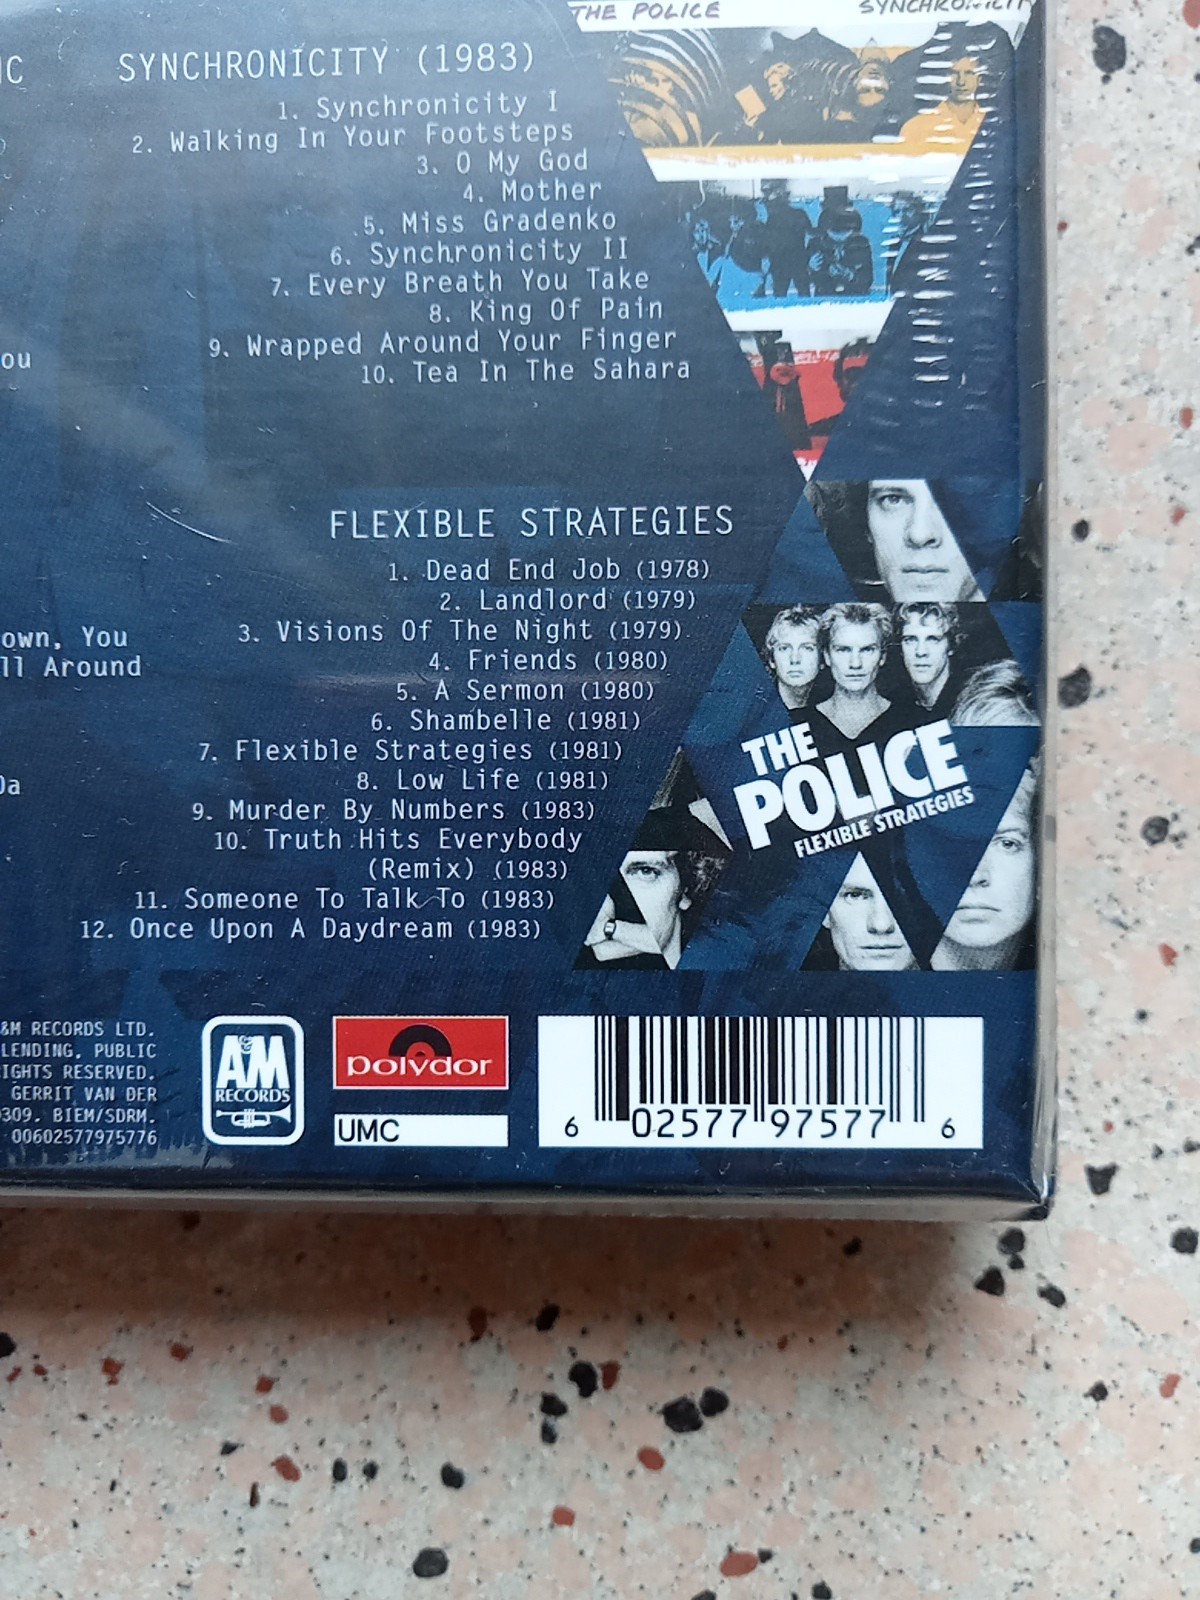 THE POLICE SYNCHRONICITY
SYNCHRONICITY (1983)
1. Synchronicity I
2. Walking In Your Footsteps
3. O My God
4. Mother
5. Miss Gradenko
6. Synchronicity II
7. Every Breath You Take
8. King Of Pain
9. Wrapped Around Your Finger
10. Tea In The Sahara
ou
FLEXIBLE STRATEGIES
1. Dead End Job (1978)
2. Landlord (1979)
3. Visions Of The Night (1979)
4. Friends (1980)
5. A Sermon (1980)
6. Shambelle (1981)
7. Flexible Strategies (1981)
8. Low Life (1981)
9. Murder By Numbers (1983)
10. Truth Hits Everybody
(Remix) (1983)
11. Someone To Talk To (1983)
12. Once Upon A Daydream (1983)
own, You
ll Around
Da
THE
POLICE
FLEXIBLE STRATEGIES
&M RECORDS LTD.
LENDING, PUBLIC
IGHTS RESERVED.
GERRIT VAN DER
309. BIEM/SDRM.
00602577975776
A&M
RECORDS
polydor
UMC
6 02577 97577 6